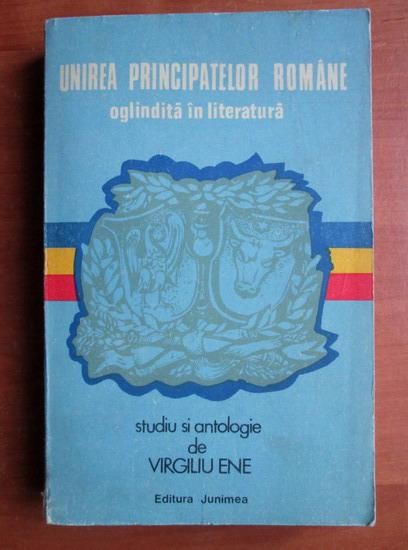 UNIREA PRINCIPATELOR ROMÂNE
oglindită în literatură
studiu si antologie
de
VIRGILIU ENE
Editura Junimea